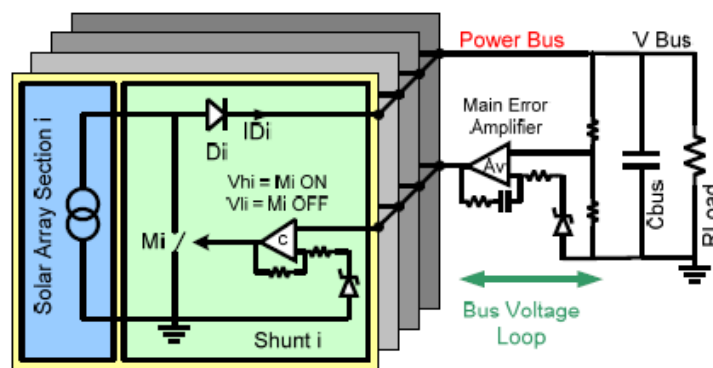 Power Bus
V Bus
Main Error
Amplifier
Av
Cbus
RLoad
Bus Voltage
Loop
Solar Array Section i
Di
IDi
Vhi = Mi ON
Vli = Mi OFF
Mi
c
Shunt i